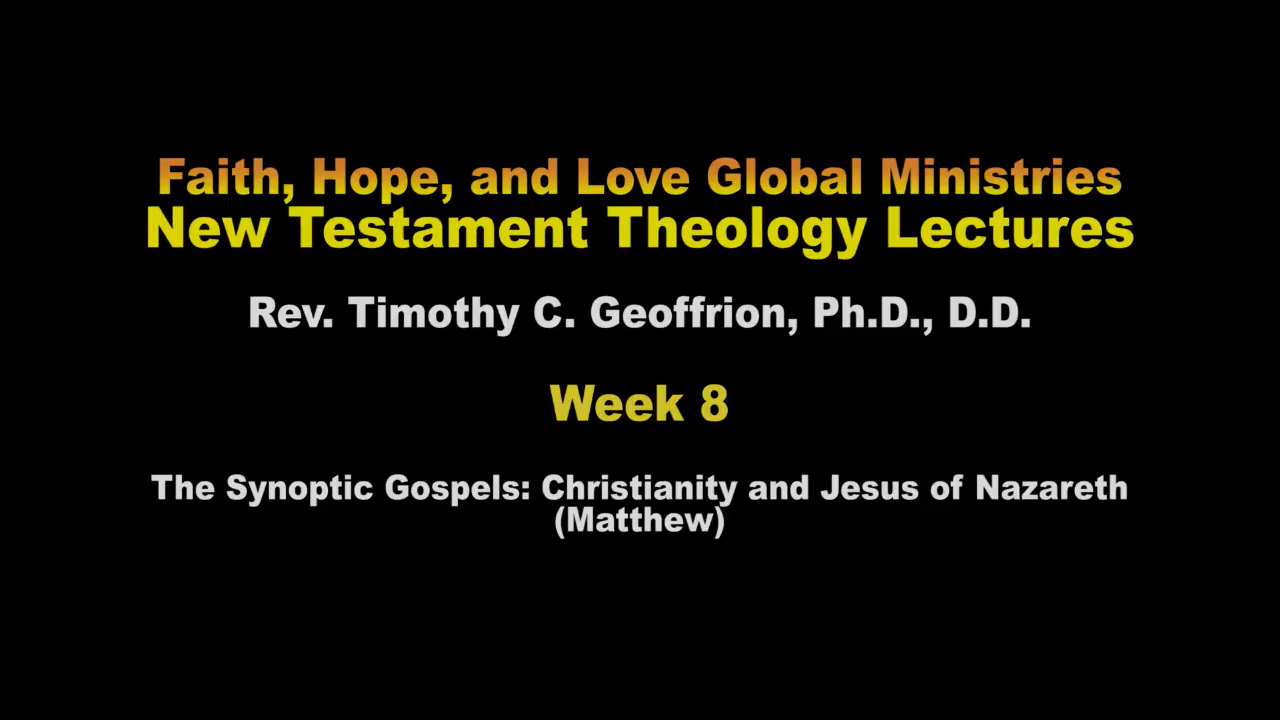 Faith, Hope, and Love Global Ministries
New Testament Theology Lectures
Rev. Timothy C. Geoffrion, Ph.D., D.D.
Week 8
The Synoptic Gospels: Christianity and Jesus of Nazareth
(Matthew)